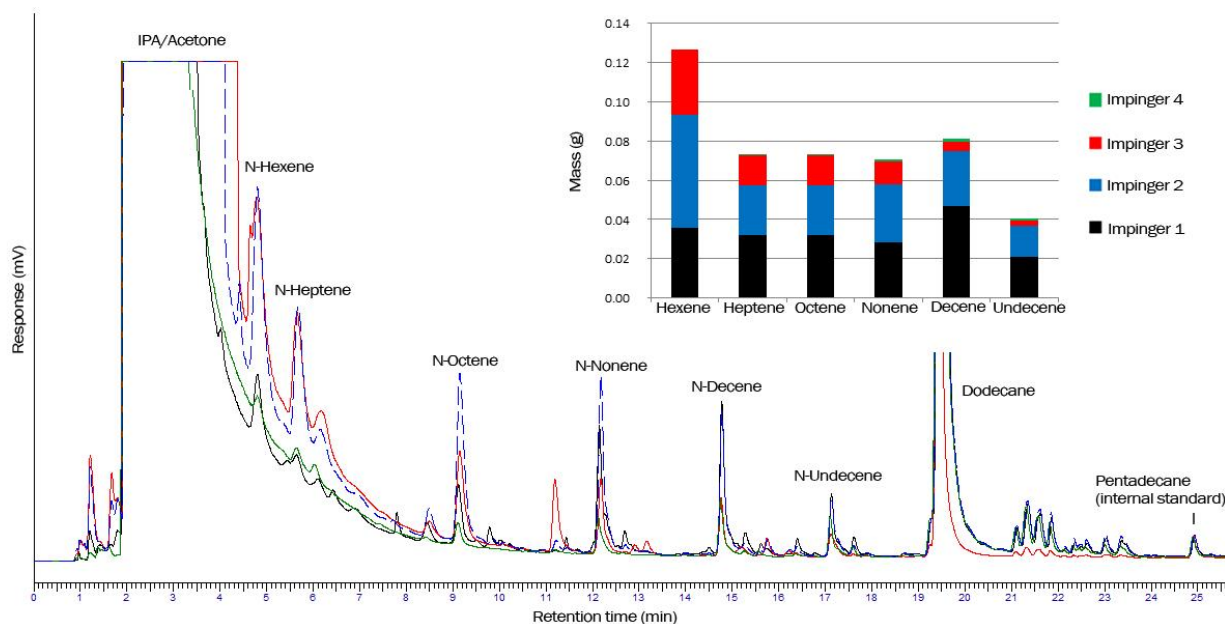 IPA/Acetone
N-Hexene
N-Heptene
N-Octene
N-Nonene
N-Decene
N-Undecene
Dodecane
Pentadecane
(internal standard)
Response (mV)
0 1 2 3 4 5 6 7 8 9 10 11 12 13 14 15 16 17 18 19 20 21 22 23 24 25
Retention time (min)
Mass (g)
0.14
0.12
0.10
0.08
0.06
0.04
0.02
0.00
Hexene Heptene Octene Nonene Decene Undecene
Impinger 4
Impinger 3
Impinger 2
Impinger 1